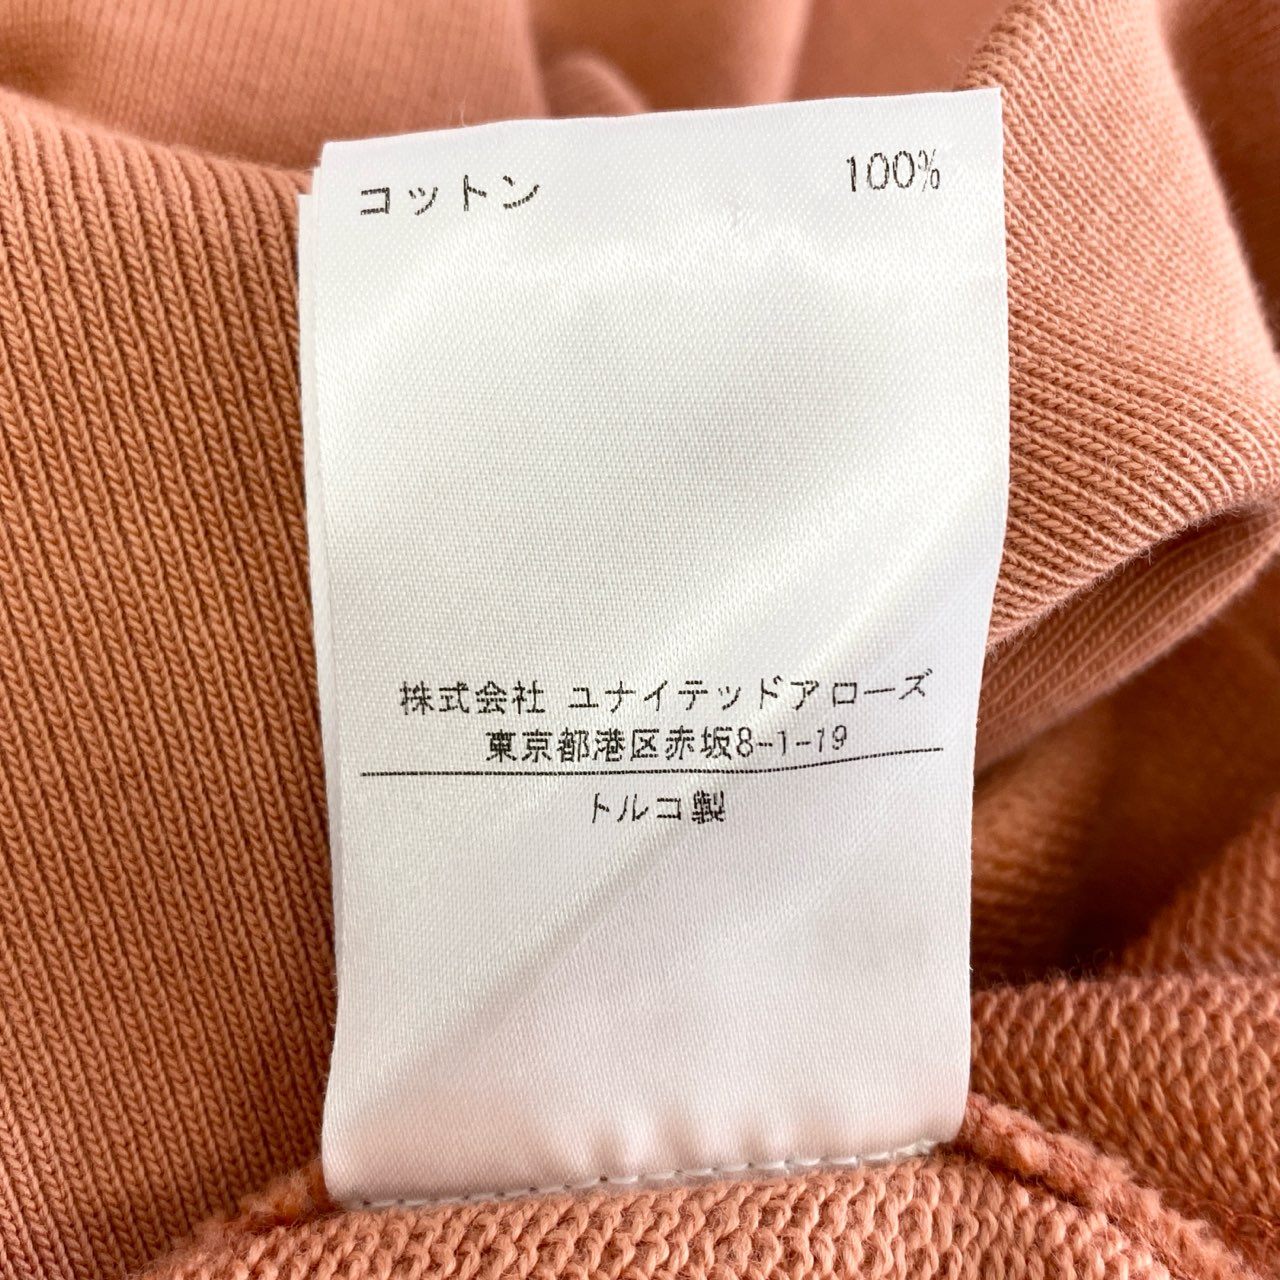 コットン 100%
株式会社 ユナイテッドアローズ
東京都港区赤坂8-1-19
トルコ製